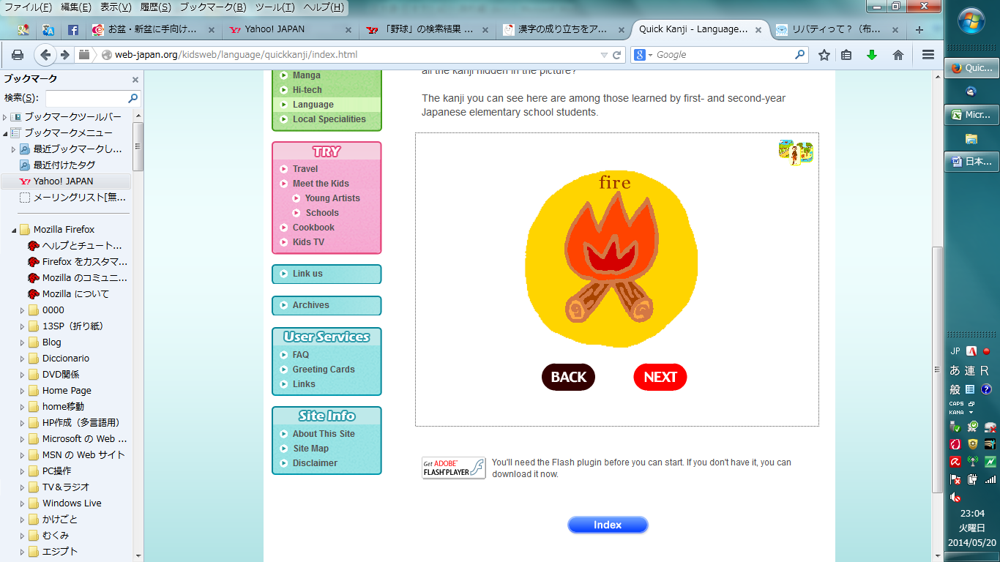 ファイル(F) 編集(E) 表示(V) 履歴(S) ブックマーク(B) ツール(T) ヘルプ(H)
お盆・新盆に手向け... Yahoo! JAPAN 「野球」の検索結果 ... 漢字の成り立ちをア... Quick Kanji - Language... リバティって？（布...
web-japan.org/kidsweb/language/quickkanji/index.html
Google
ブックマーク
検索(S):
ブックマークツールバー
ブックマークメニュー
最近ブックマークし...
最近付けたタグ
Yahoo! JAPAN
メーリングリスト[無...
Mozilla Firefox
ヘルプとチュート...
Firefox をカスタマ...
Mozilla のコミュニ...
Mozilla について
0000
13SP（折り紙）
Blog
Diccionario
DVD関係
Home Page
home移動
HP作成（多言語用）
Microsoft の Web ...
MSN の Web サイト
PC操作
TV＆ラジオ
Windows Live
かけごと
むくみ
エジプト
Manga
Hi-tech
Language
Local Specialities
TRY
Travel
Meet the Kids
Young Artists
Schools
Cookbook
Kids TV
Link us
Archives
User Services
FAQ
Greeting Cards
Links
Site Info
About This Site
Site Map
Disclaimer
all the kanji hidden in the picture?
The kanji you can see here are among those learned by first- and second-year
Japanese elementary school students.
fire
BACK NEXT
Get ADOBE FLASH PLAYER
You'll need the Flash plugin before you can start. If you don't have it, you can
download it now.
Index
Quic...
Micr...
日本...
JP A
あ 連 R
般
CAPS
KANA
23:04
火曜日
2014/05/20